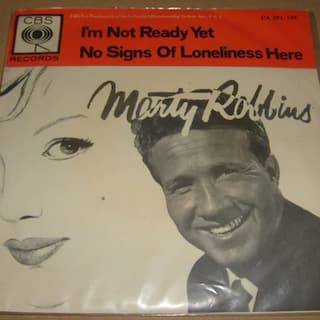 CBS
RECORDS
I'm Not Ready Yet
No Signs Of Loneliness Here
Marty Robbins